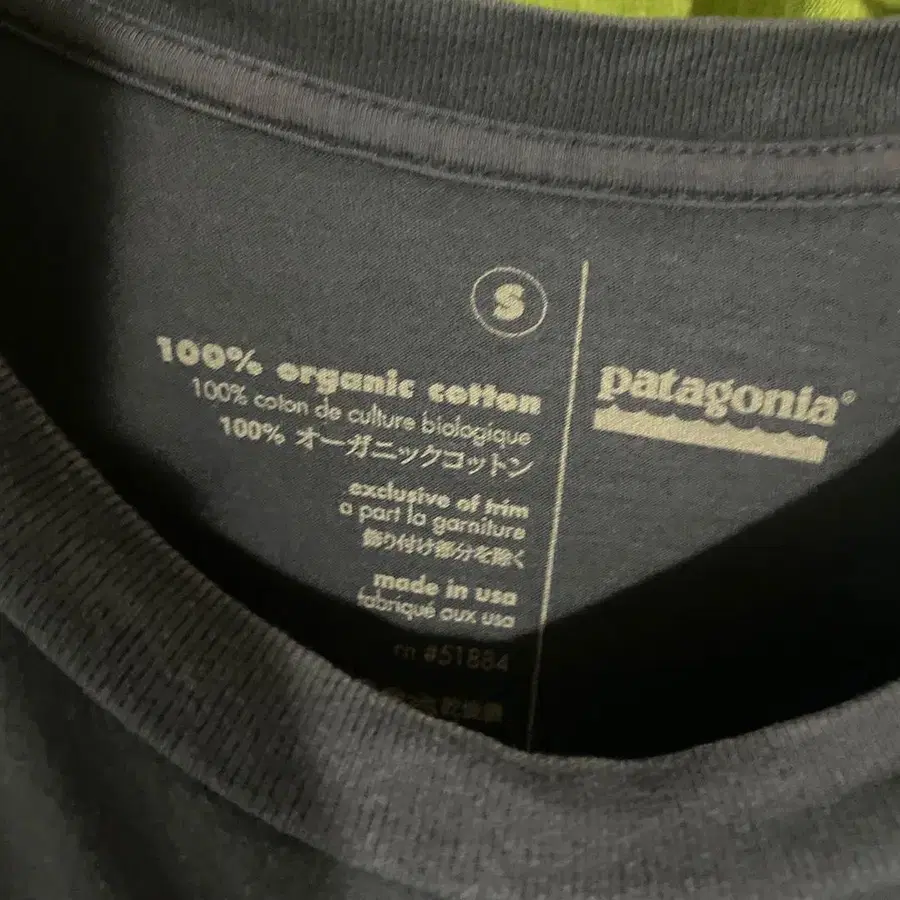 S
100% organic cotton
100% coton de culture biologique
100% オーガニックコットン
exclusive of trim
a part la garniture
飾り付け部分を除く
made in usa
fabriqué aux usa
rn #51884
patagonia®